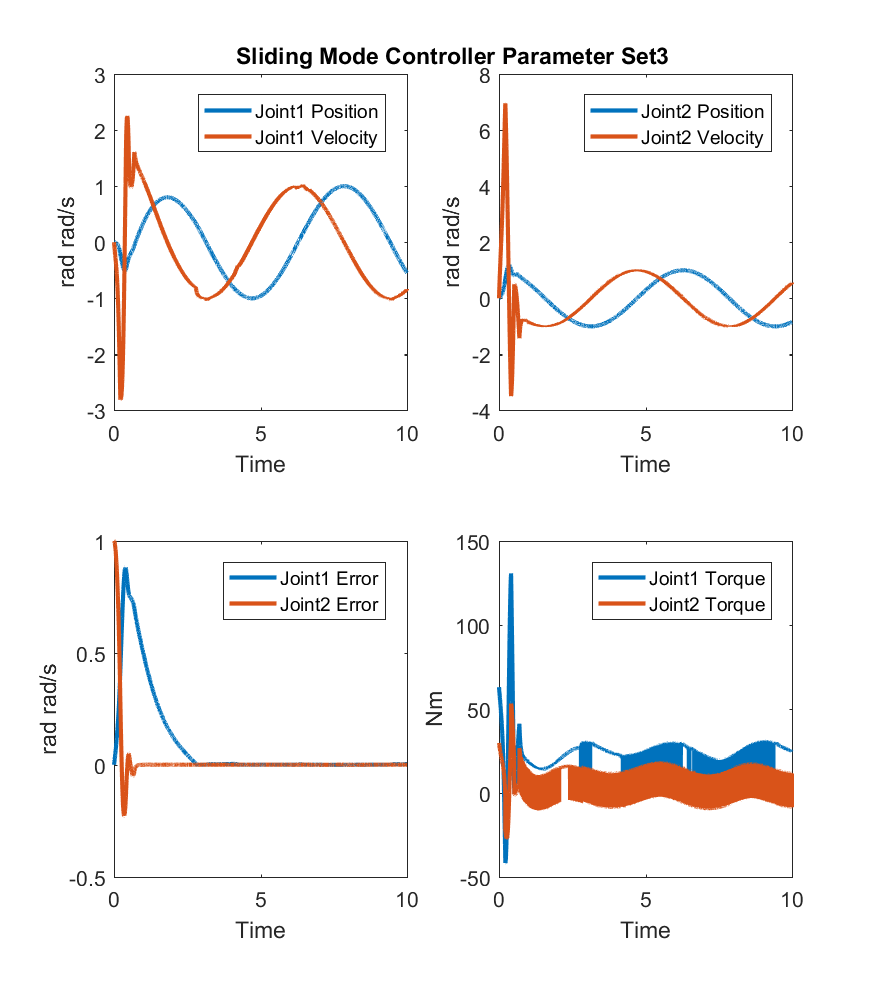 Sliding Mode Controller Parameter Set3
3
2
1
0
-1
-2
-3
rad rad/s
Joint1 Position
Joint1 Velocity
0
5
10
Time
8
6
4
2
0
-2
-4
rad rad/s
Joint2 Position
Joint2 Velocity
0
5
10
Time
1
0.5
0
-0.5
rad rad/s
Joint1 Error
Joint2 Error
0
5
10
Time
150
100
50
0
-50
Nm
Joint1 Torque
Joint2 Torque
0
5
10
Time